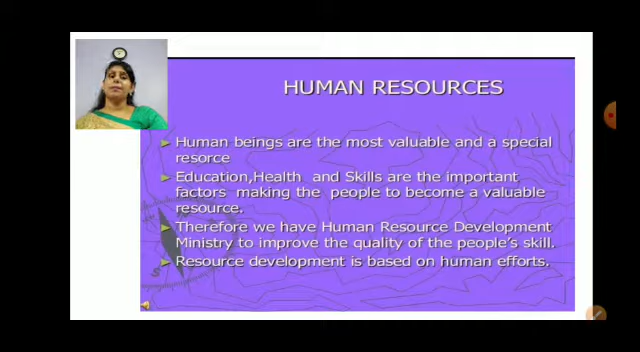 HUMAN RESOURCES
Human beings are the most valuable and a special
resorce
Education,Health and Skills are the important
factors making the people to become a valuable
resource.
Therefore we have Human Resource Development
Ministry to improve the quality of the people's skill.
Resource development is based on human efforts.
S